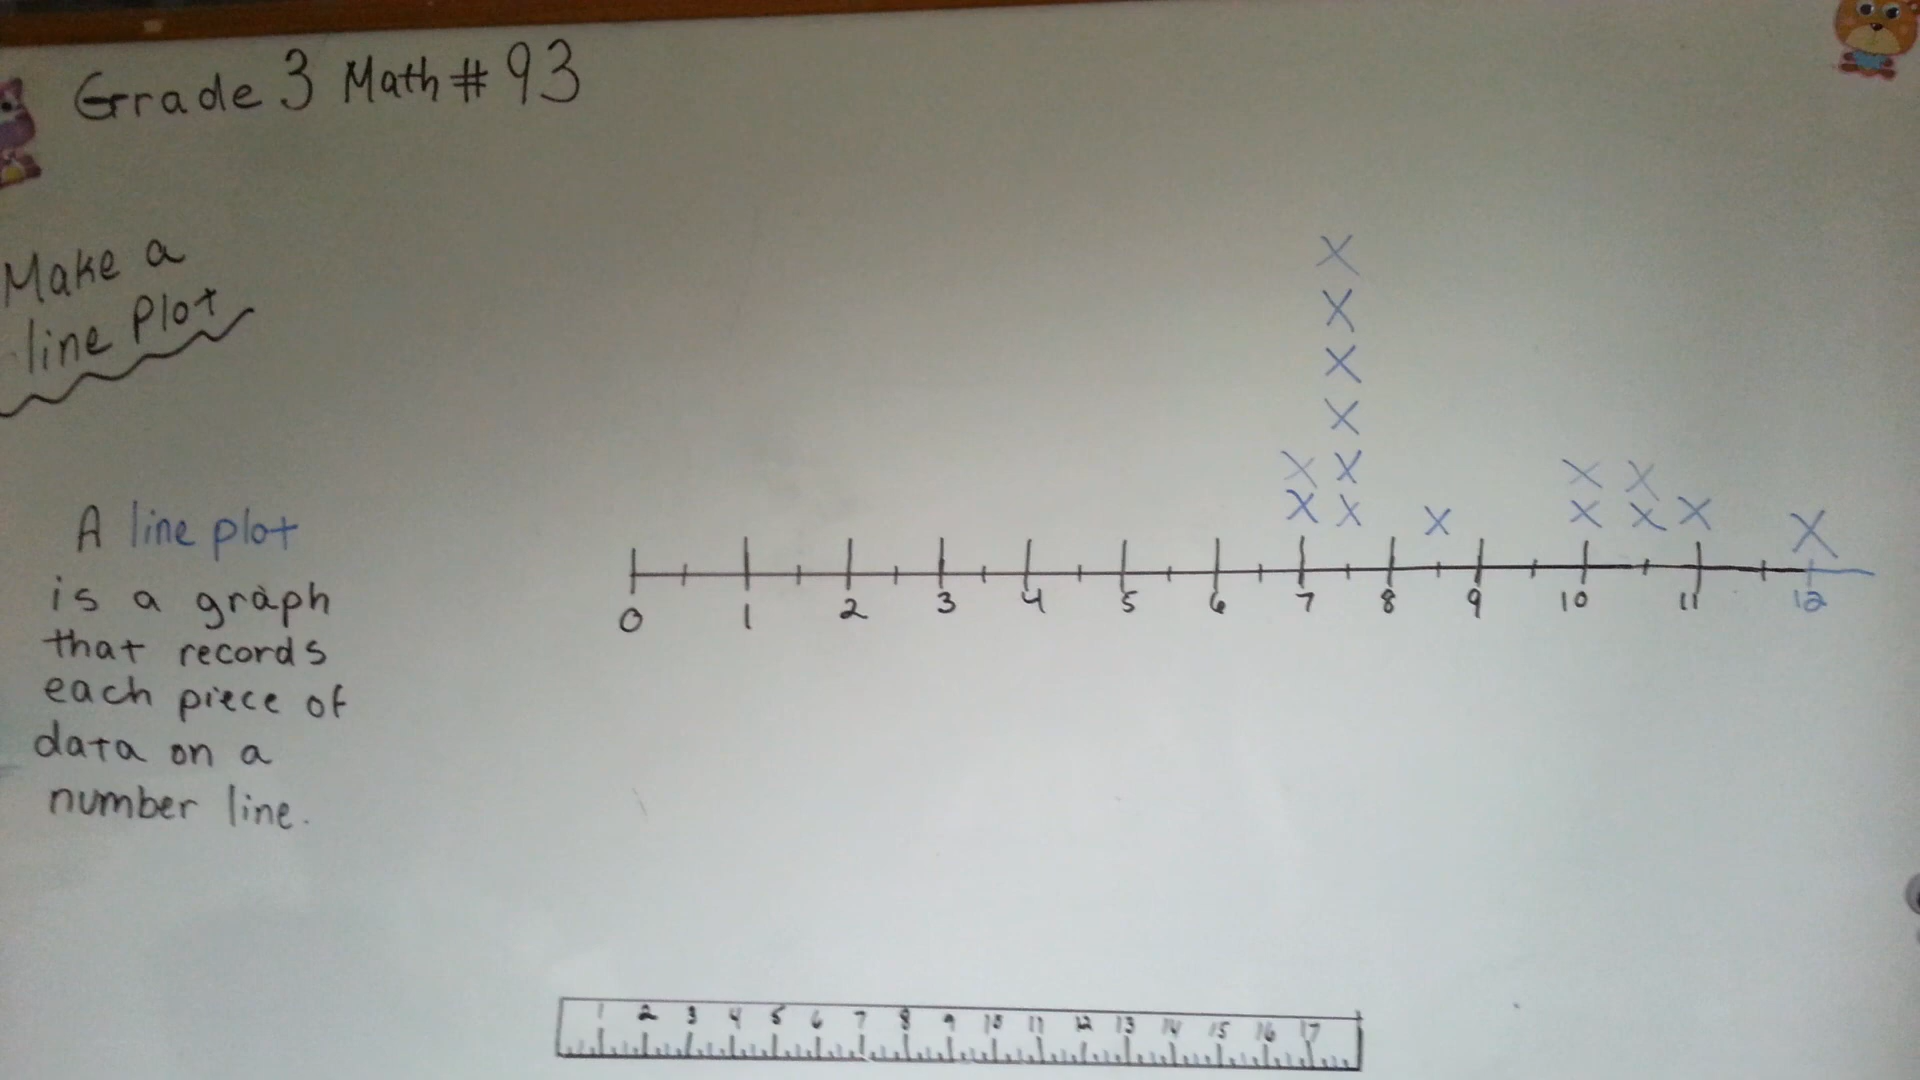 Grade 3 Math # 93
Make a
line Plot
A line plot
is a graph
that records
each piece of
data on a
number line.
X
X
X
X
X X X X
X X X X X X X
0 1 2 3 4 5 6 7 8 9 10 11 12
1 2 3 4 5 6 7 8 9 10 11 12 13 14 15 16 17